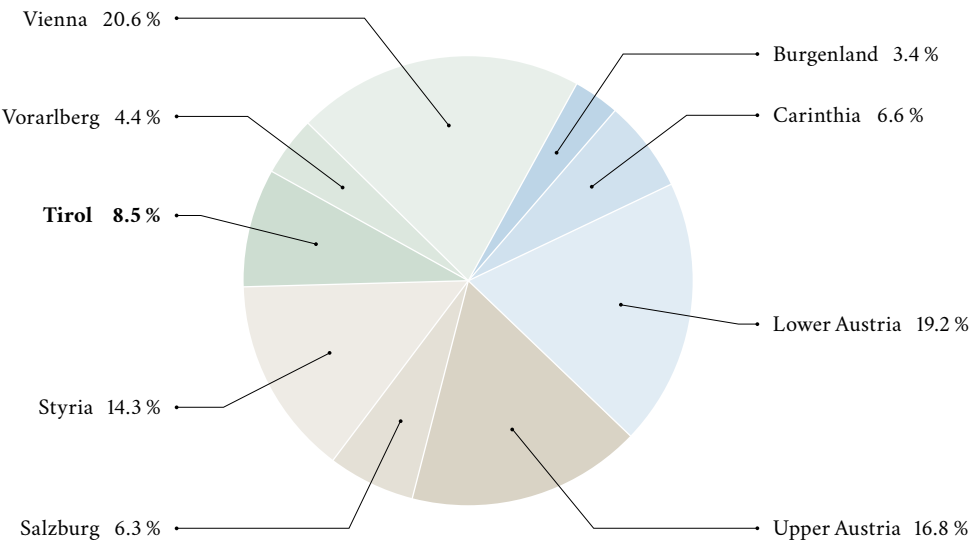 Vienna 20.6 %
Burgenland 3.4 %
Vorarlberg 4.4 %
Carinthia 6.6 %
Tirol 8.5 %
Lower Austria 19.2 %
Styria 14.3 %
Salzburg 6.3 %
Upper Austria 16.8 %